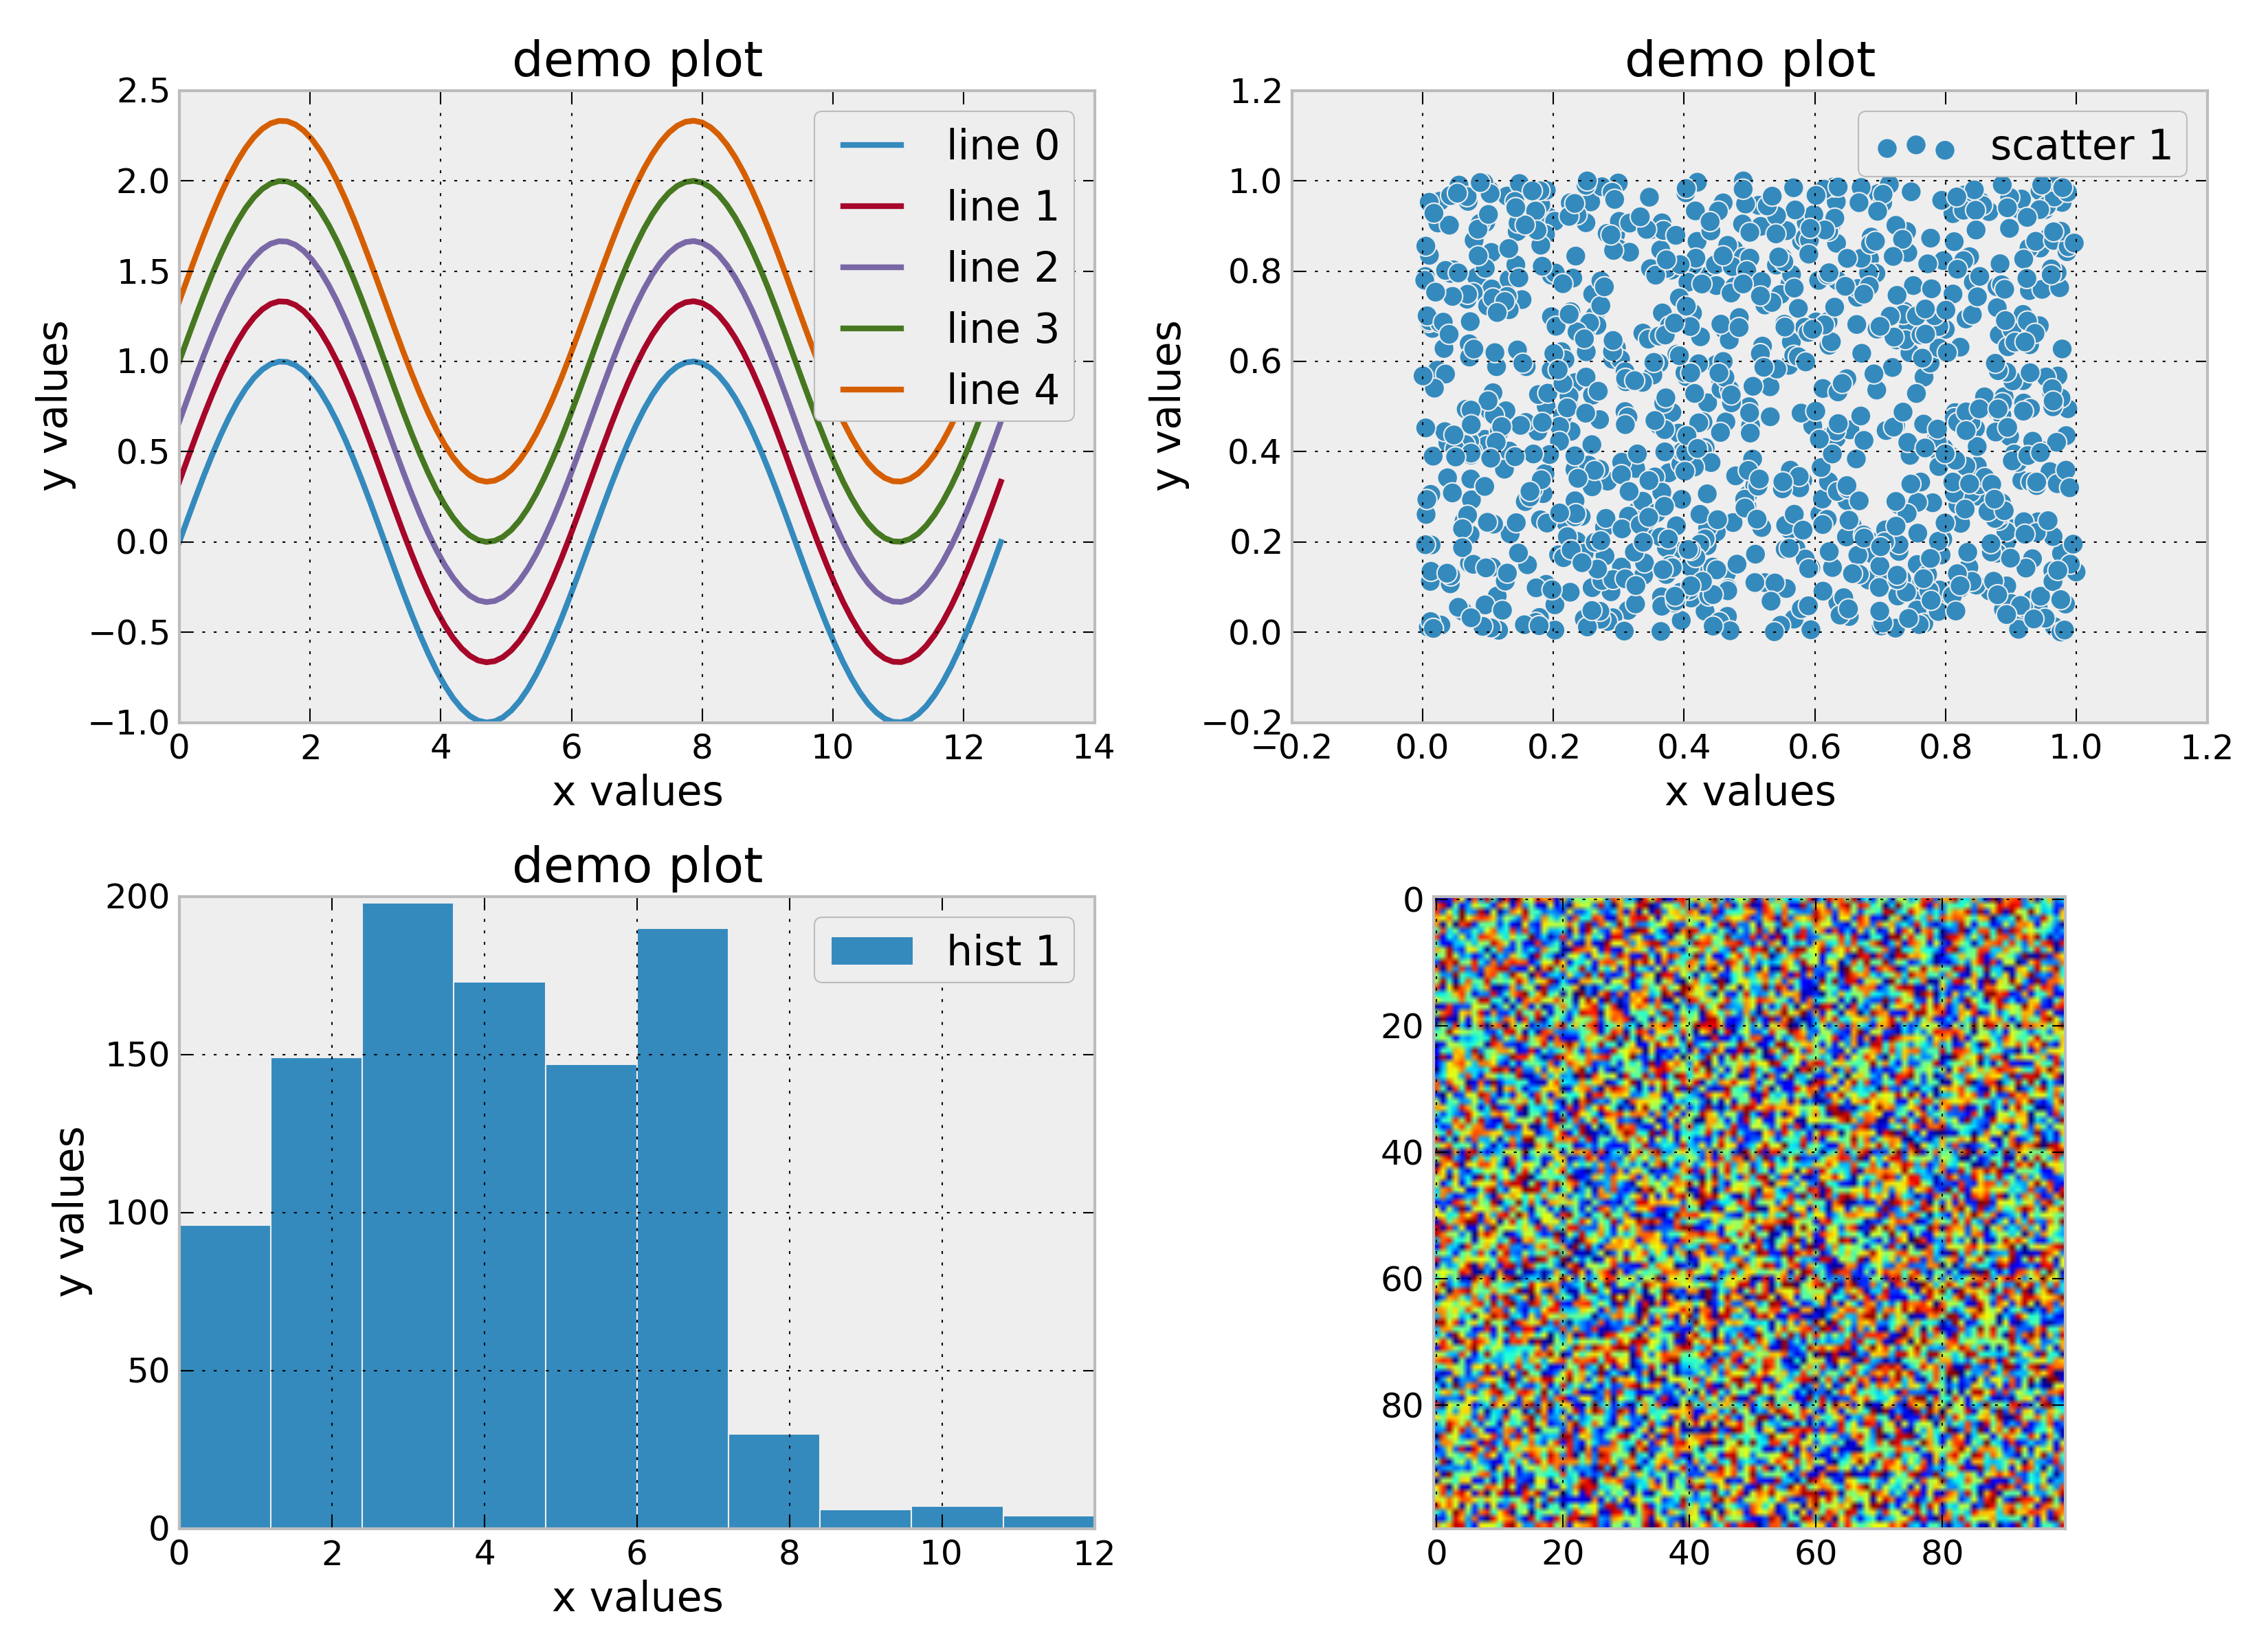 demo plot
2.5
2.0
1.5
1.0
0.5
0.0
−0.5
−1.0
y values
0 2 4 6 8 10 12 14
x values
line 0
line 1
line 2
line 3
line 4
demo plot
1.2
1.0
0.8
0.6
0.4
0.2
0.0
−0.2
y values
−0.2 0.0 0.2 0.4 0.6 0.8 1.0 1.2
x values
scatter 1
demo plot
200
150
100
50
0
y values
0 2 4 6 8 10 12
x values
hist 1
0
20
40
60
80
0 20 40 60 80